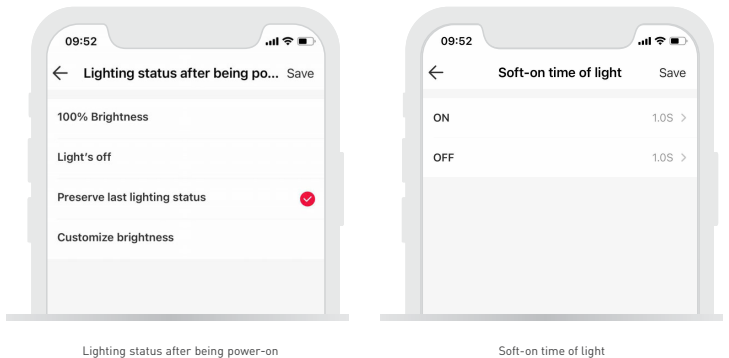 09:52
Lighting status after being po... Save
100% Brightness
Light's off
Preserve last lighting status
Customize brightness
Lighting status after being power-on
09:52
Soft-on time of light Save
ON 1.0S
OFF 1.0S
Soft-on time of light